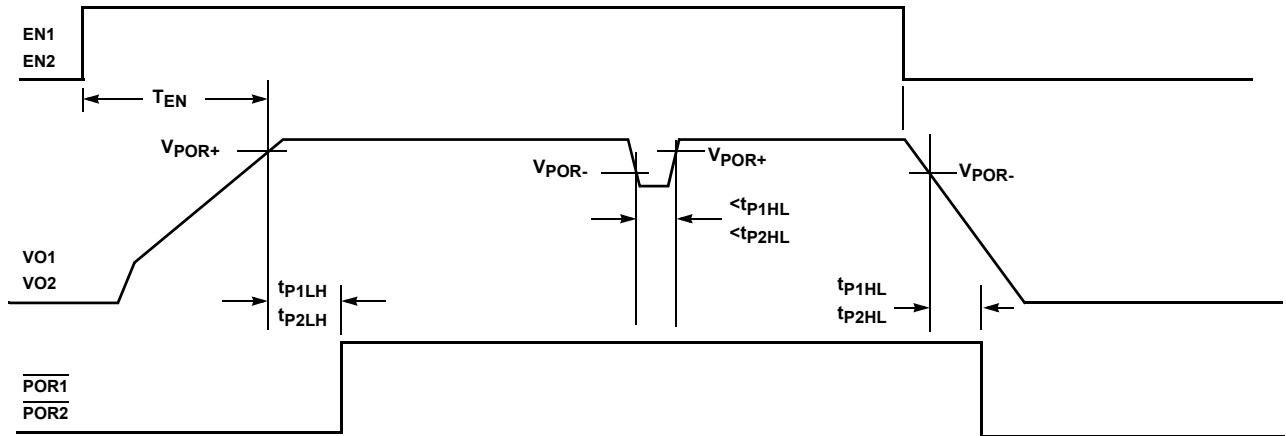 EN1
EN2
TEN
VPOR+
VPOR-
VPOR+
VPOR-
<tP1HL
<tP2HL
VO1
VO2
tP1LH
tP2LH
tP1HL
tP2HL
POR1
POR2